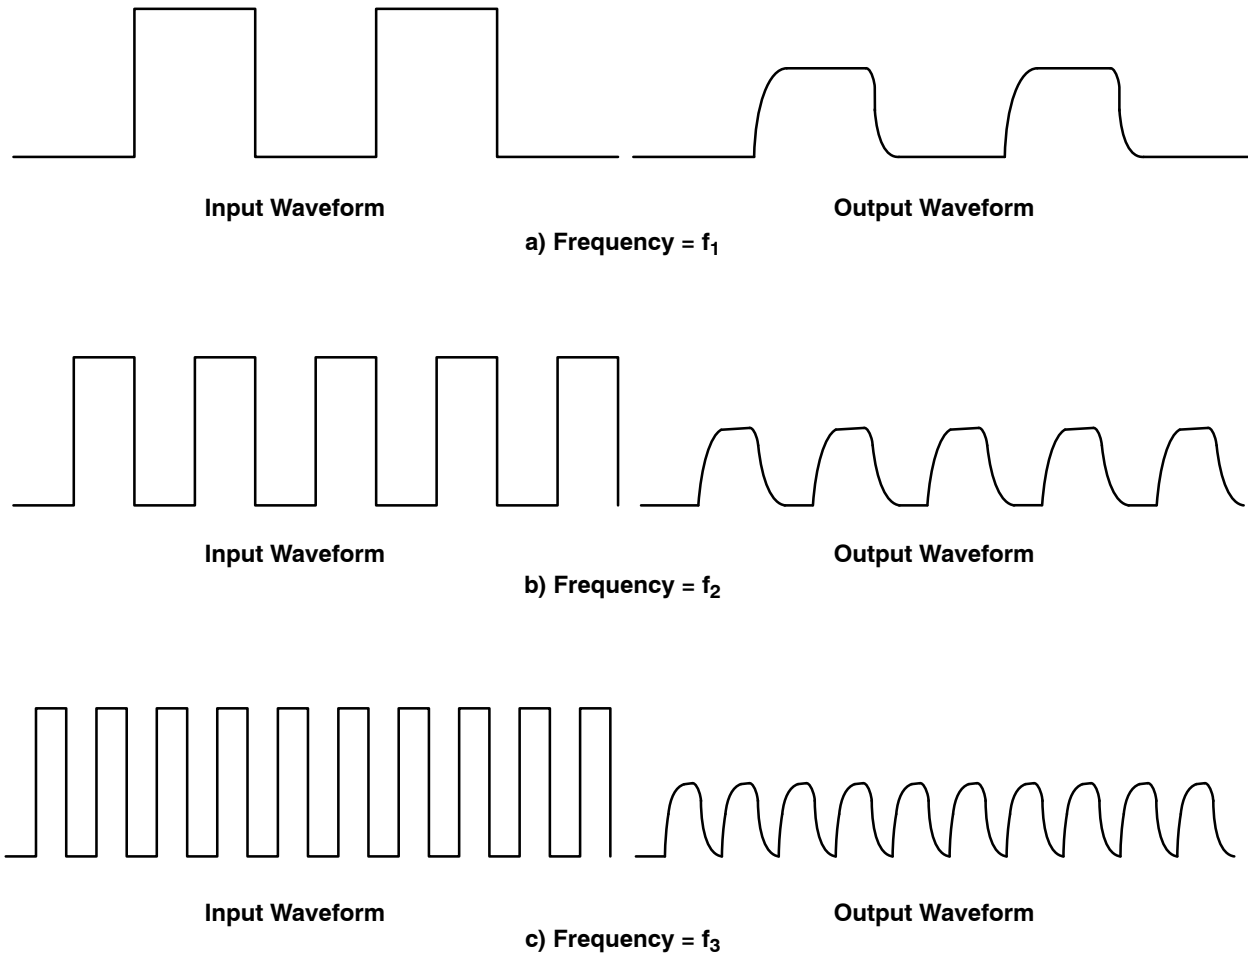 Input Waveform
Output Waveform
a) Frequency = f1
Input Waveform
Output Waveform
b) Frequency = f2
Input Waveform
Output Waveform
c) Frequency = f3